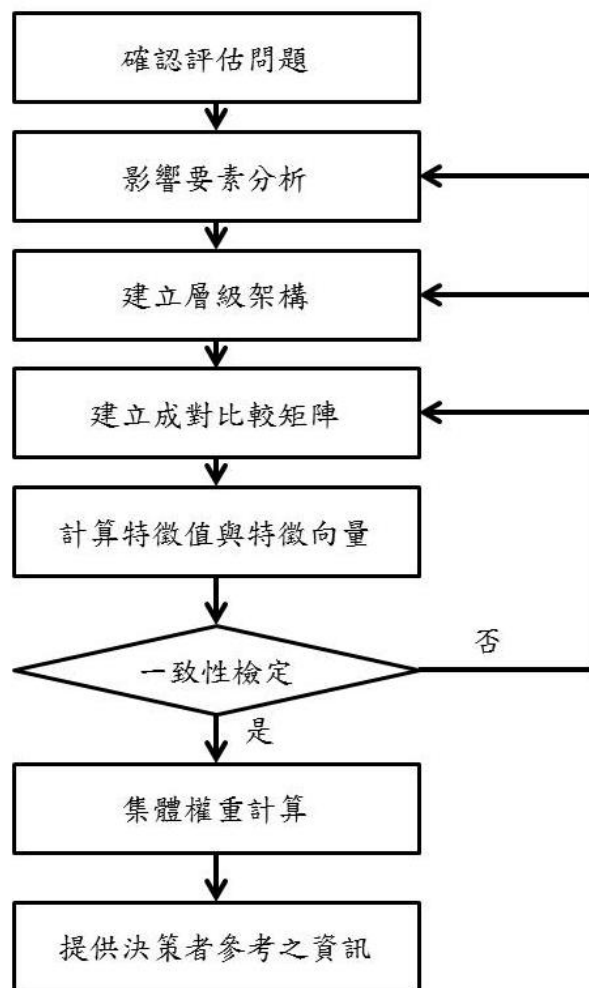 確認評估問題
影響要素分析
建立層級架構
建立成對比較矩陣
計算特徵值與特徵向量
一致性檢定
否
是
集體權重計算
提供決策者參考之資訊